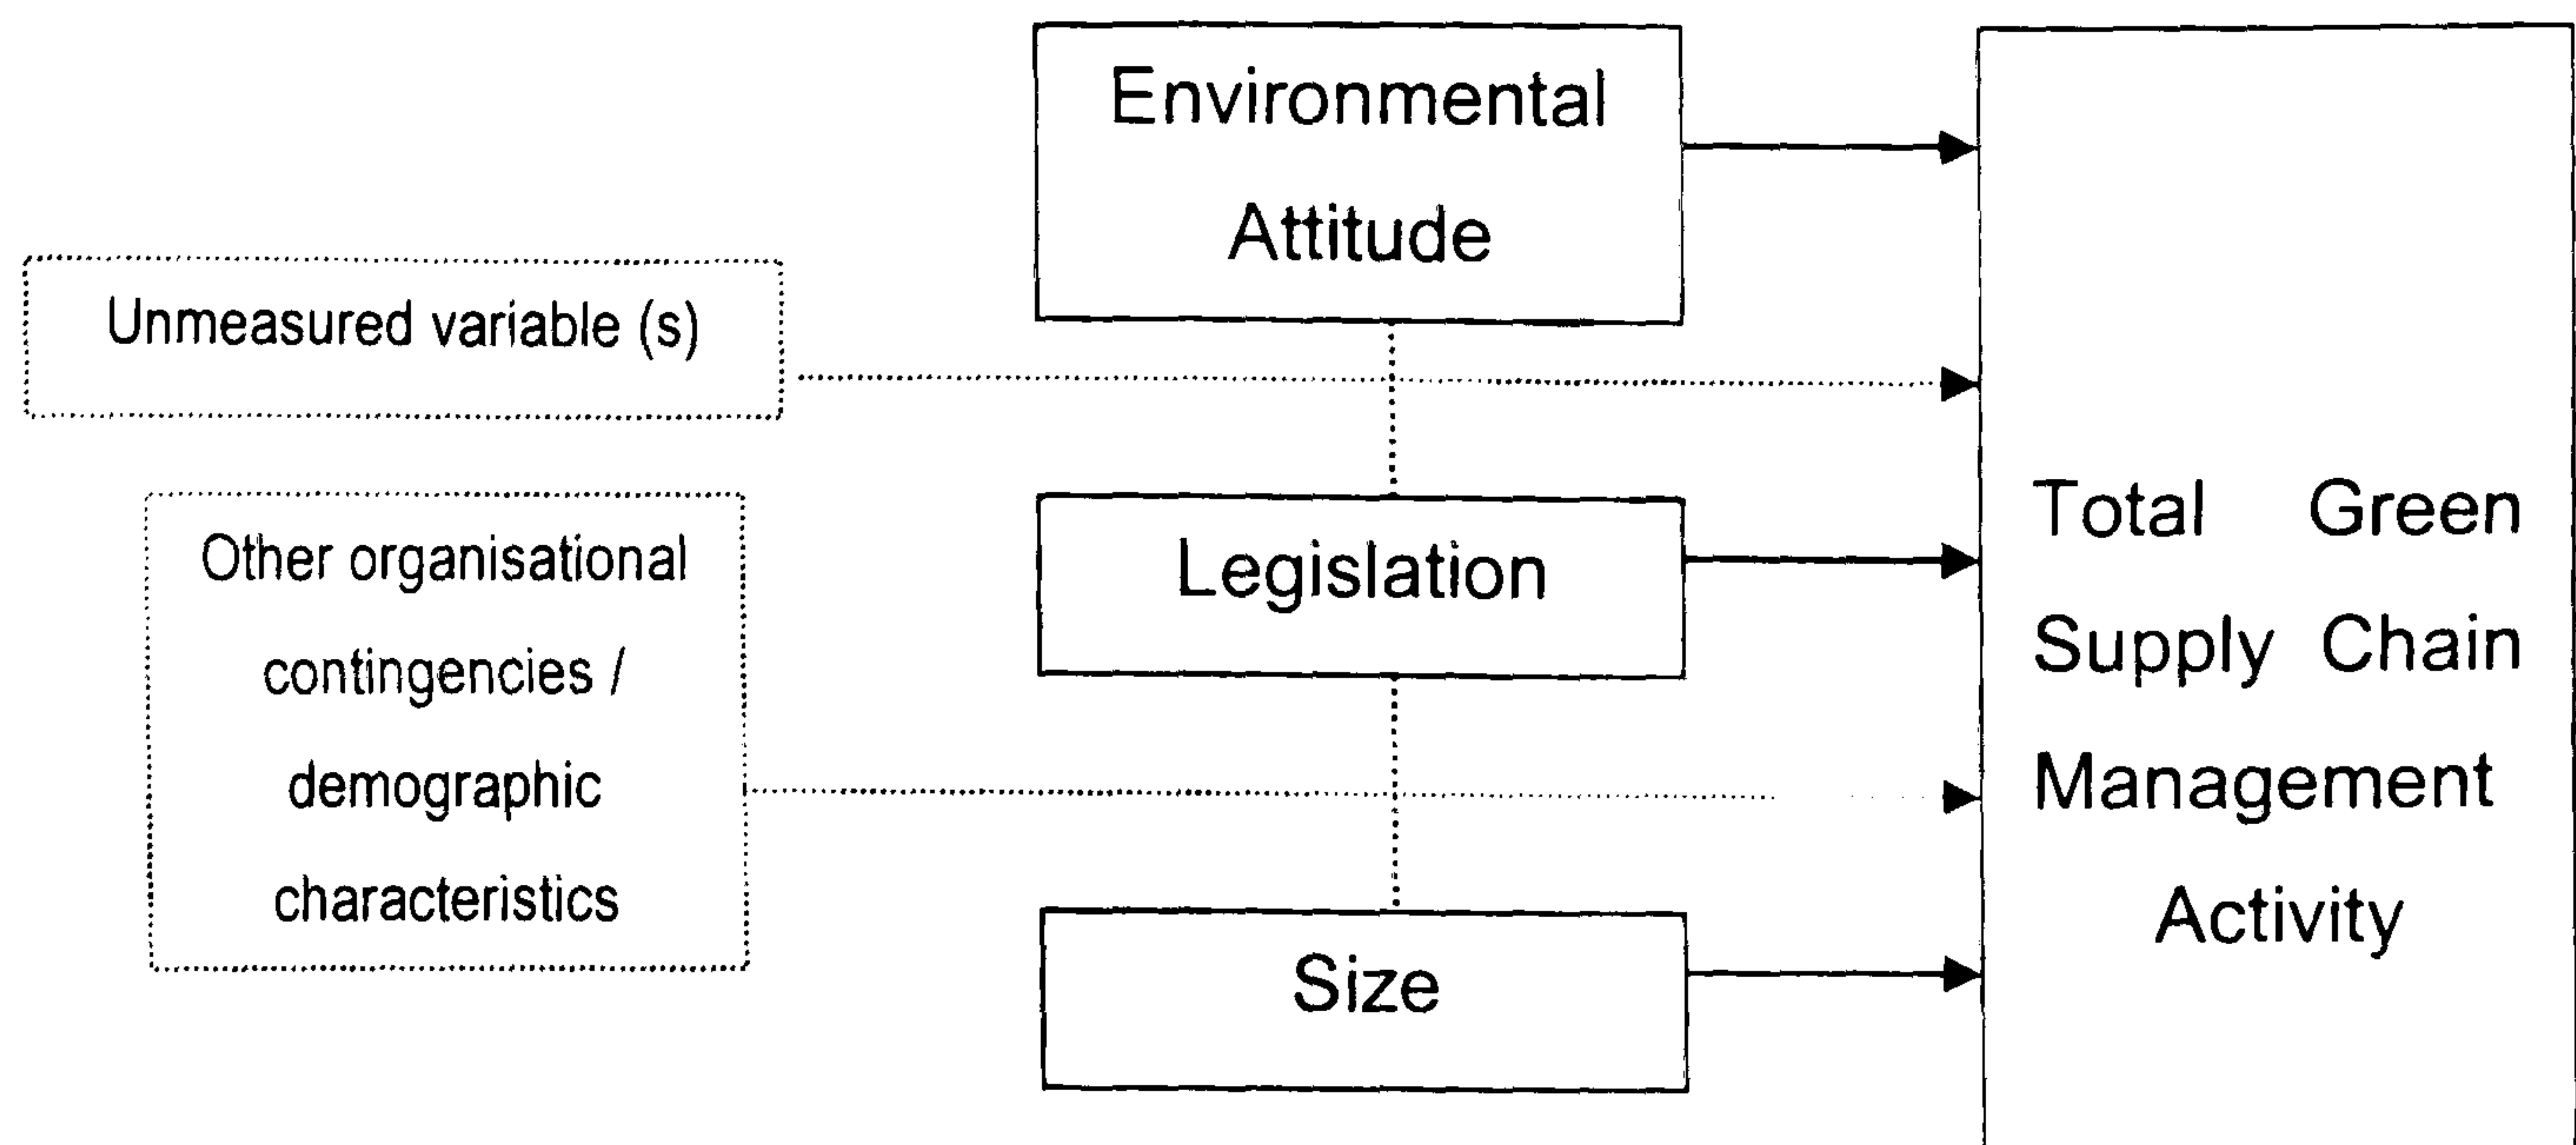 Environmental
Attitude
Unmeasured variable (s)
Legislation
Other organisational
contingencies /
demographic
characteristics
Size
Total Green
Supply Chain
Management
Activity